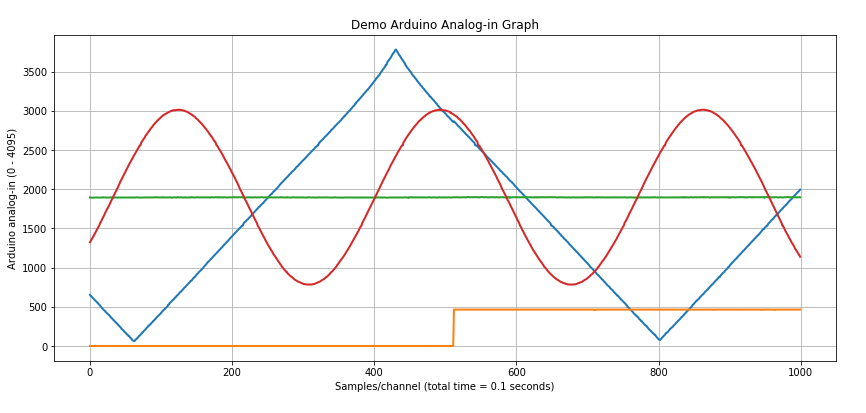 Demo Arduino Analog-in Graph
Arduino analog-in (0 - 4095)
3500
3000
2500
2000
1500
1000
500
0
0 200 400 600 800 1000
Samples/channel (total time = 0.1 seconds)